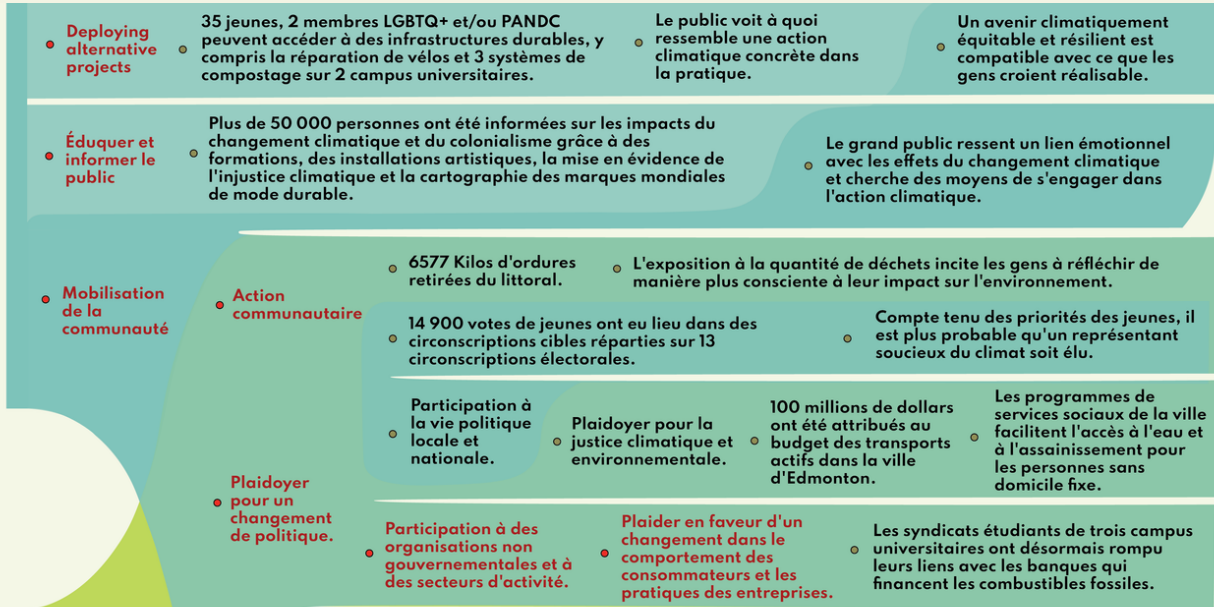 Deploying
alternative
projects
35 jeunes, 2 membres LGBTQ+ et/ou PANDC
peuvent accéder à des infrastructures durables, y
compris la réparation de vélos et 3 systèmes de
compostage sur 2 campus universitaires.
Le public voit à quoi
ressemble une action
climatique concrète dans
la pratique.
Un avenir climatiquement
équitable et résilient est
compatible avec ce que les
gens croient réalisable.
Éduquer et
informer le
public
Plus de 50 000 personnes ont été informées sur les impacts du
changement climatique et du colonialisme grâce à des
formations, des installations artistiques, la mise en évidence de
l'injustice climatique et la cartographie des marques mondiales
de mode durable.
Le grand public ressent un lien émotionnel
avec les effets du changement climatique
et cherche des moyens de s'engager dans
l'action climatique.
Mobilisation
de la
communauté
Action
communautaire
6577 Kilos d'ordures
retirées du littoral.
L'exposition à la quantité de déchets incite les gens à réfléchir de
manière plus consciente à leur impact sur l'environnement.
14 900 votes de jeunes ont eu lieu dans des
circonscriptions cibles réparties sur 13
circonscriptions électorales.
Compte tenu des priorités des jeunes, il
est plus probable qu'un représentant
soucieux du climat soit élu.
Plaidoyer
pour un
changement
de politique.
Participation à
la vie politique
locale et
nationale.
Plaidoyer pour la
justice climatique et
environnementale.
100 millions de dollars
ont été attribués au
budget des transports
actifs dans la ville
d'Edmonton.
Les programmes de
services sociaux de la ville
facilitent l'accès à l'eau et
à l'assainissement pour
les personnes sans
domicile fixe.
Participation à des
organisations non
gouvernementales et à
des secteurs d'activité.
Plaider en faveur d'un
changement dans le
comportement des
consommateurs et les
pratiques des entreprises.
Les syndicats étudiants de trois campus
universitaires ont désormais rompu
leurs liens avec les banques qui
financent les combustibles fossiles.